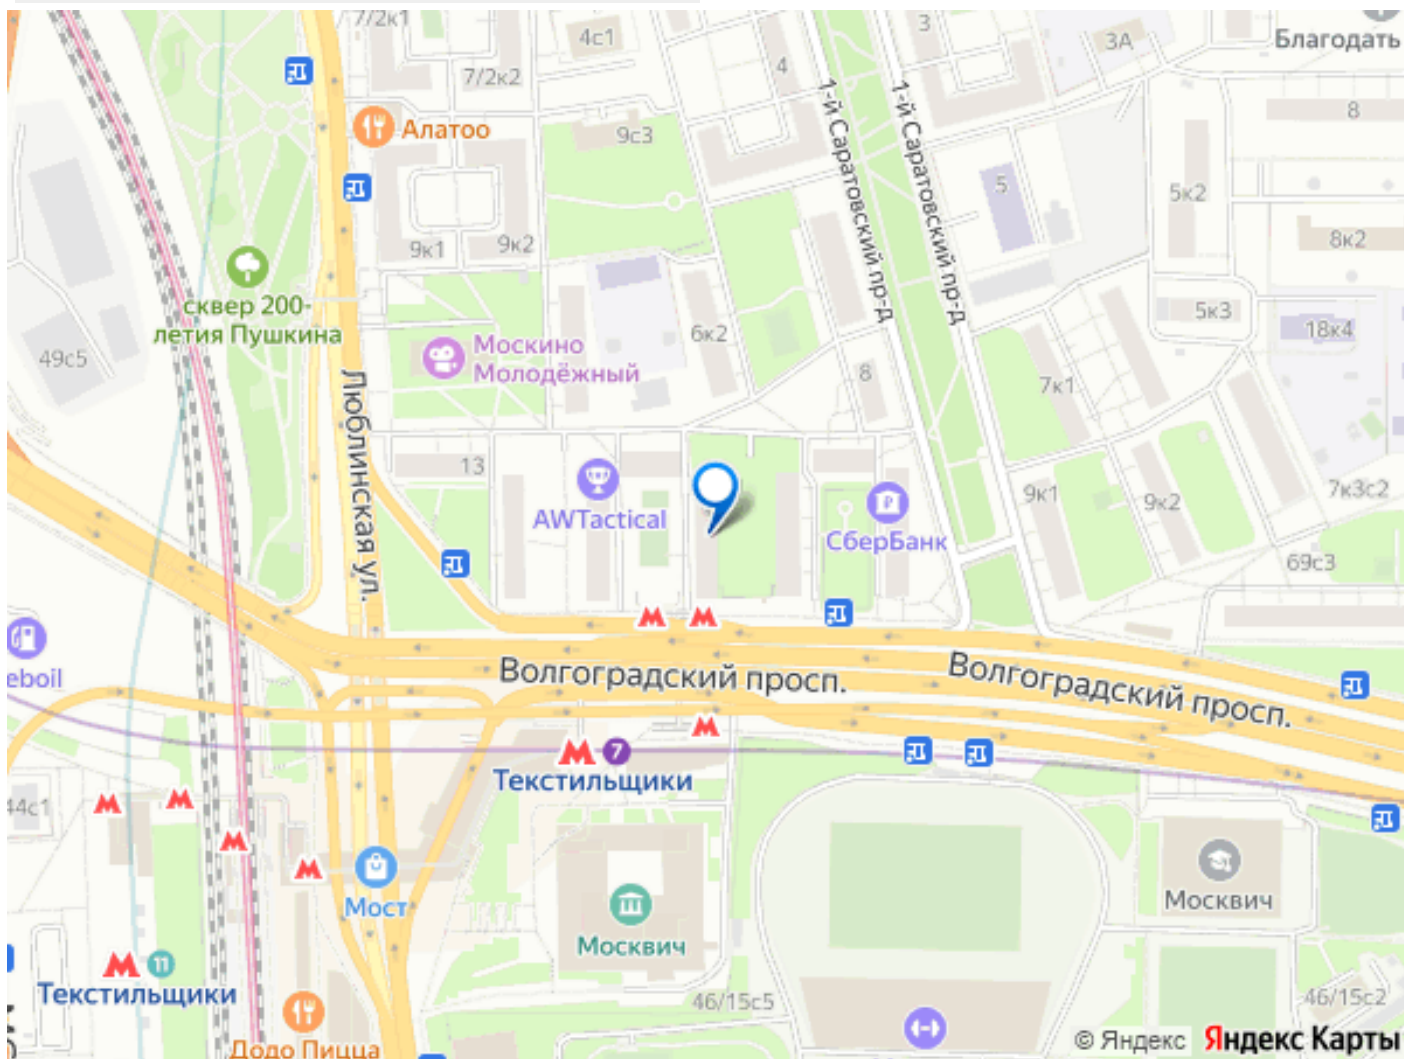 7/2к1
4с1
3
3А
Благодать
7/2к2
4
8
Алатоо
9с3
1-й Саратовский пр-д
1-й Саратовский пр-д
5
5к2
9к1
9к2
8к2
сквер 200-
летия Пушкина
5к3
18к4
49с5
Москино
Молодёжный
6к2
8
7к1
Люблинская ул.
13
AWTactical
СберБанк
9к1
9к2
7к3с2
69с3
eboil
Волгоградский просп.
Волгоградский просп.
7
Текстильщики
44с1
Мост
Москвич
Москвич
11
Текстильщики
46/15с5
46/15с2
Додо Пицца
© Яндекс Яндекс Карты